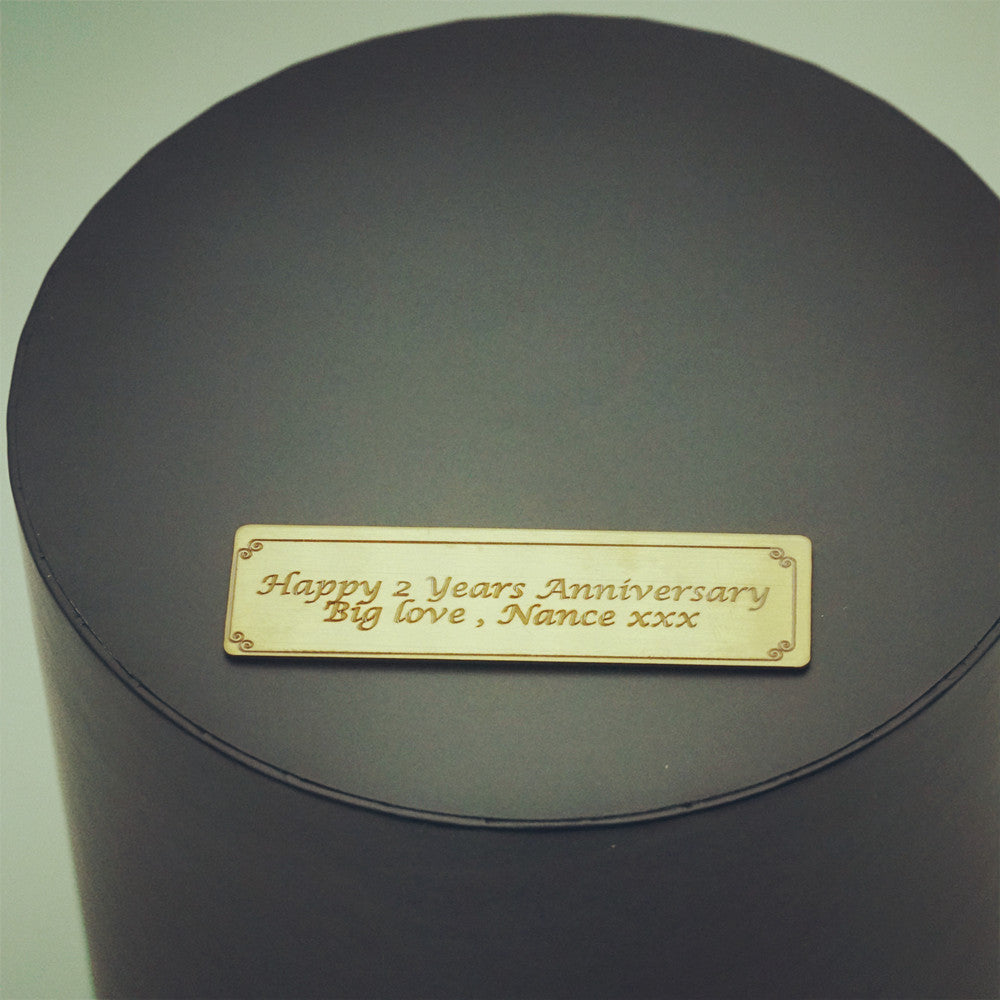 Happy 2 Years Anniversary
Big love , Nance xxx